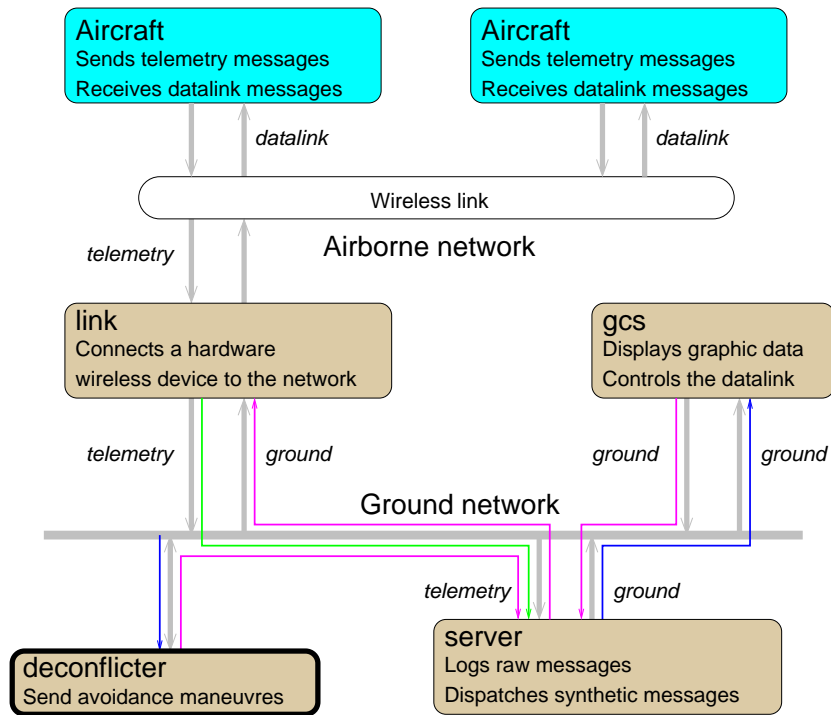 Aircraft
Sends telemetry messages
Receives datalink messages
Aircraft
Sends telemetry messages
Receives datalink messages
datalink
datalink
Wireless link
telemetry
Airborne network
link
Connects a hardware
wireless device to the network
gcs
Displays graphic data
Controls the datalink
telemetry
ground
ground
ground
Ground network
telemetry
ground
deconflicter
Send avoidance maneuvres
server
Logs raw messages
Dispatches synthetic messages